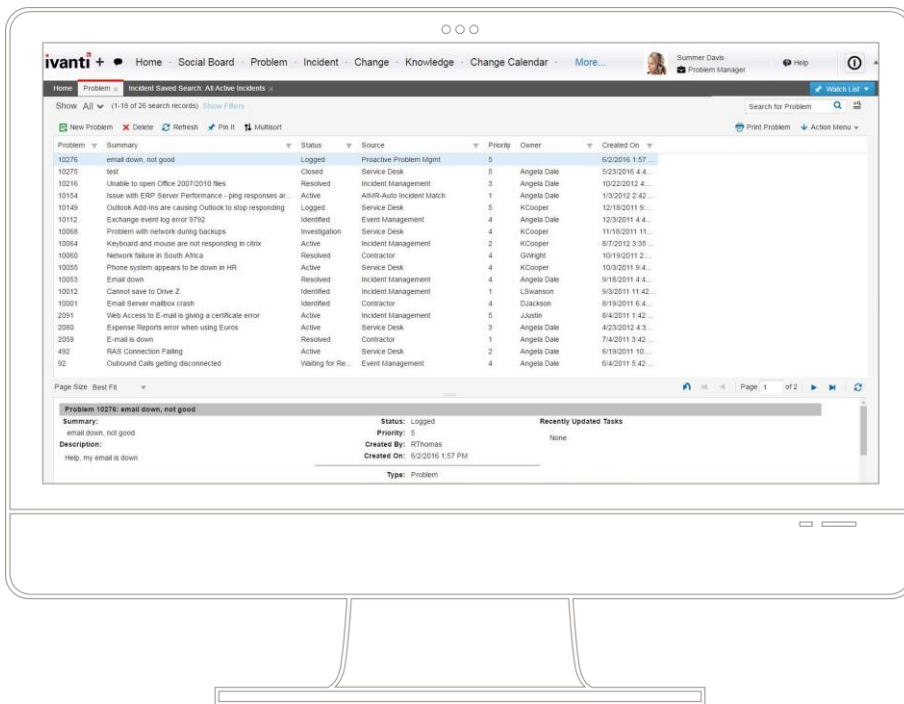 ivanti + Home Social Board Problem Incident Change Knowledge Change Calendar More... Summer Davis Problem Manager Help
Home Problem Incident Saved Search: All Active Incidents Watch List
Show All (1-18 of 26 search records) Show Filters Search for Problem
New Problem Delete Refresh Pin It Multisort Print Problem Action Menu
Problem Summary Status Source Priority Owner Created On
10276 email down, not good Logged Proactive Problem Mgmt 5 6/2/2016 1:57 ...
10275 test Closed Service Desk 5 Angela Dale 5/23/2016 4:4...
10216 Unable to open Office 2007/2010 files Resolved Incident Management 3 Angela Dale 10/22/2012 4:...
10154 Issue with ERP Server Performance - ping responses ar... Active AIMR-Auto Incident Match 1 Angela Dale 1/3/2012 2:42 ...
10149 Outlook Add-Ins are causing Outlook to stop responding Logged Service Desk 5 KCooper 12/18/2011 9:...
10112 Exchange event log error 9792 Identified Event Management 4 Angela Dale 12/3/2011 4:4...
10068 Problem with network during backups Investigation Service Desk 4 KCooper 11/18/2011 11...
10064 Keyboard and mouse are not responding in citrix Active Incident Management 2 KCooper 8/7/2012 3:35 ...
10060 Network failure in South Africa Resolved Contractor 4 GWright 10/19/2011 2:...
10055 Phone system appears to be down in HR Active Service Desk 4 KCooper 10/3/2011 9:4...
10053 Email down Resolved Incident Management 4 Angela Dale 9/16/2011 4:4...
10012 Cannot save to Drive Z Identified Incident Management 1 LSwanson 9/3/2011 11:42...
10001 Email Server mailbox crash Identified Contractor 4 DJackson 8/19/2011 6:4...
2091 Web Access to E-mail is giving a certificate error Active Incident Management 5 JJustin 8/4/2011 1:42 ...
2080 Expense Reports error when using Euros Active Service Desk 3 Angela Dale 4/23/2012 4:3...
2059 E-mail is down Resolved Contractor 1 Angela Dale 7/4/2011 3:42 ...
492 RAS Connection Failing Active Service Desk 2 Angela Dale 6/19/2011 10:...
92 Oubound Calls getting disconnected Waiting for Re... Event Management 4 Angela Dale 6/4/2011 5:42 ...
Page Size Best Fit Page 1 of 2
Problem 10276: email down, not good
Summary: Status: Logged Recently Updated Tasks
email down, not good Priority: 5 None
Description: Created By: RThomas
Help, my email is down Created On: 6/2/2016 1:57 PM
Type: Problem